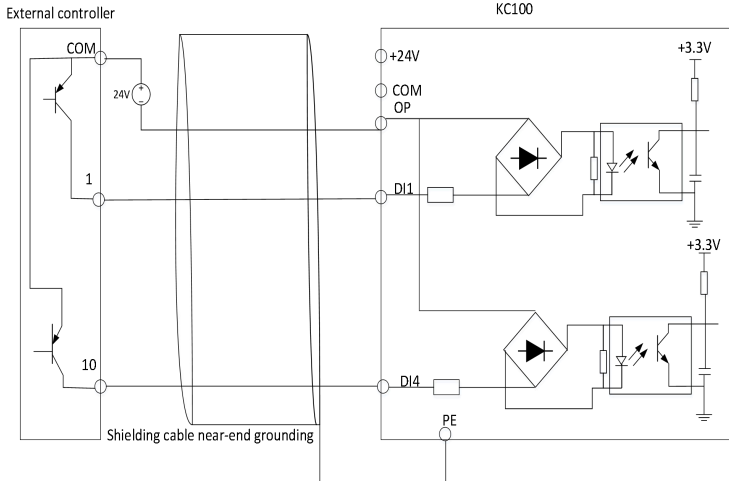 External controller
KC100
COM
24V
+24V
COM
OP
+3.3V
1
DI1
+3.3V
10
DI4
Shielding cable near-end grounding
PE